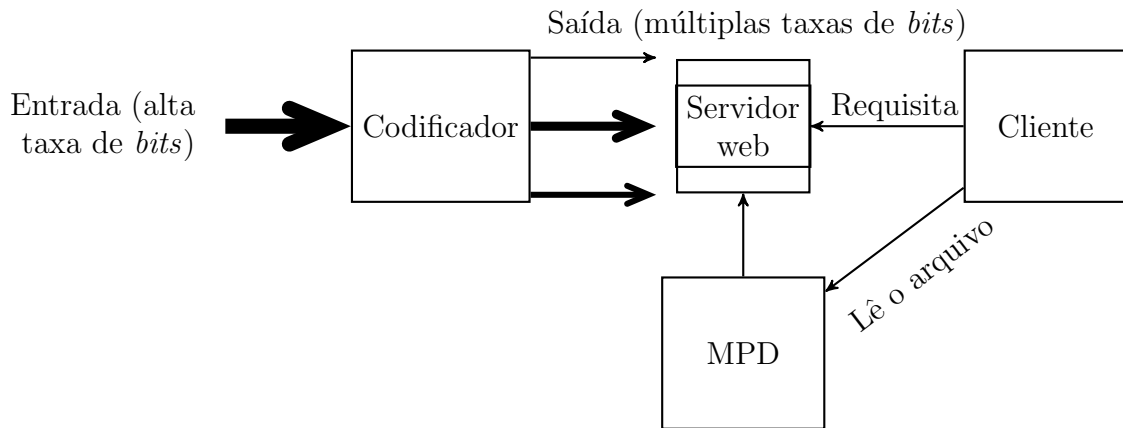 Saída (múltiplas taxas de bits)
Entrada (alta
taxa de bits)
Codificador
Servidor
web
Requisita
Cliente
Lê o arquivo
MPD